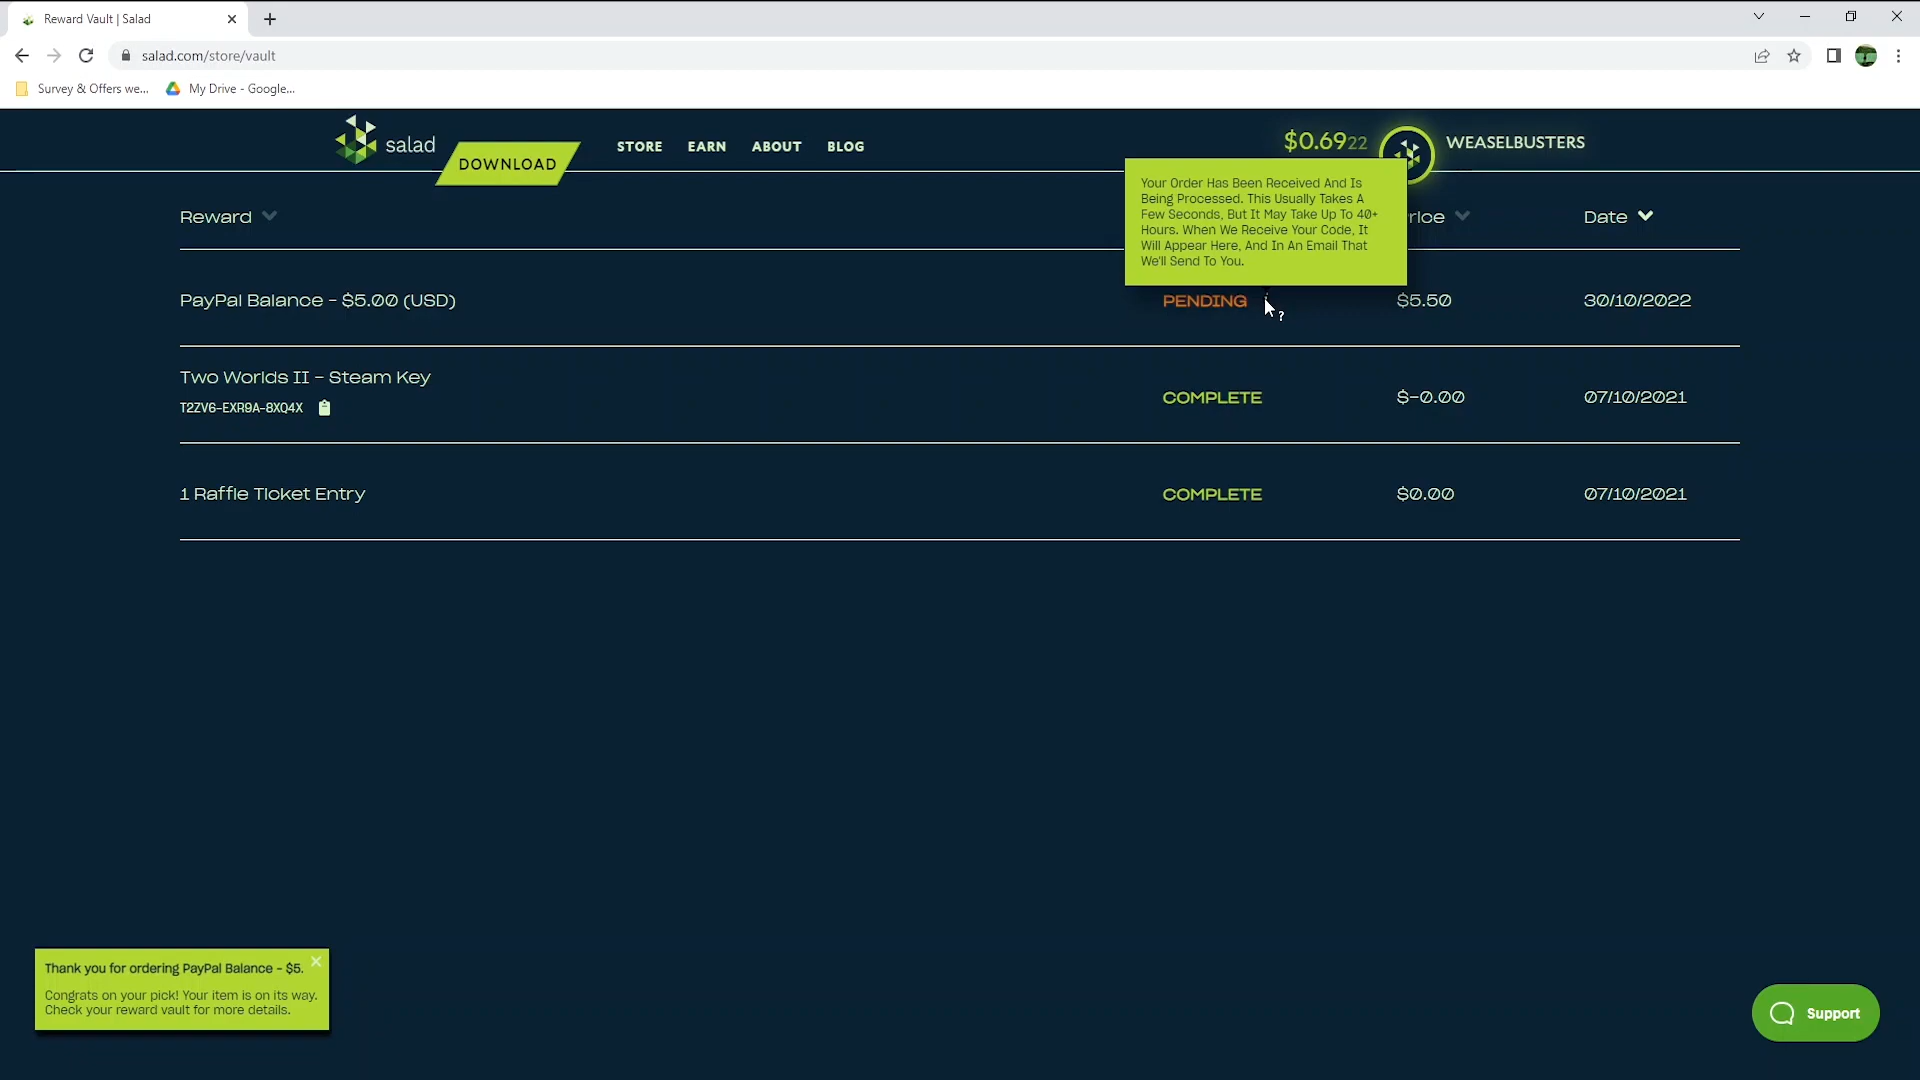 Reward Vault | Salad
salad.com/store/vault
Survey & Offers we...
My Drive - Google...
salad
DOWNLOAD
STORE
EARN
ABOUT
BLOG
$0.6922
WEASELBUSTERS
Your Order Has Been Received And Is
Being Processed. This Usually Takes A
Few Seconds, But It May Take Up To 40+
Hours. When We Receive Your Code, It
Will Appear Here, And In An Email That
We'll Send To You.
Reward
rice
Date
PayPal Balance - $5.00 (USD)
PENDING
$5.50
30/10/2022
Two Worlds II - Steam Key
T2ZV6-EXR9A-8XQ4X
COMPLETE
$-0.00
07/10/2021
1 Raffle Ticket Entry
COMPLETE
$0.00
07/10/2021
Thank you for ordering PayPal Balance - $5.
Congrats on your pick! Your item is on its way.
Check your reward vault for more details.
Support